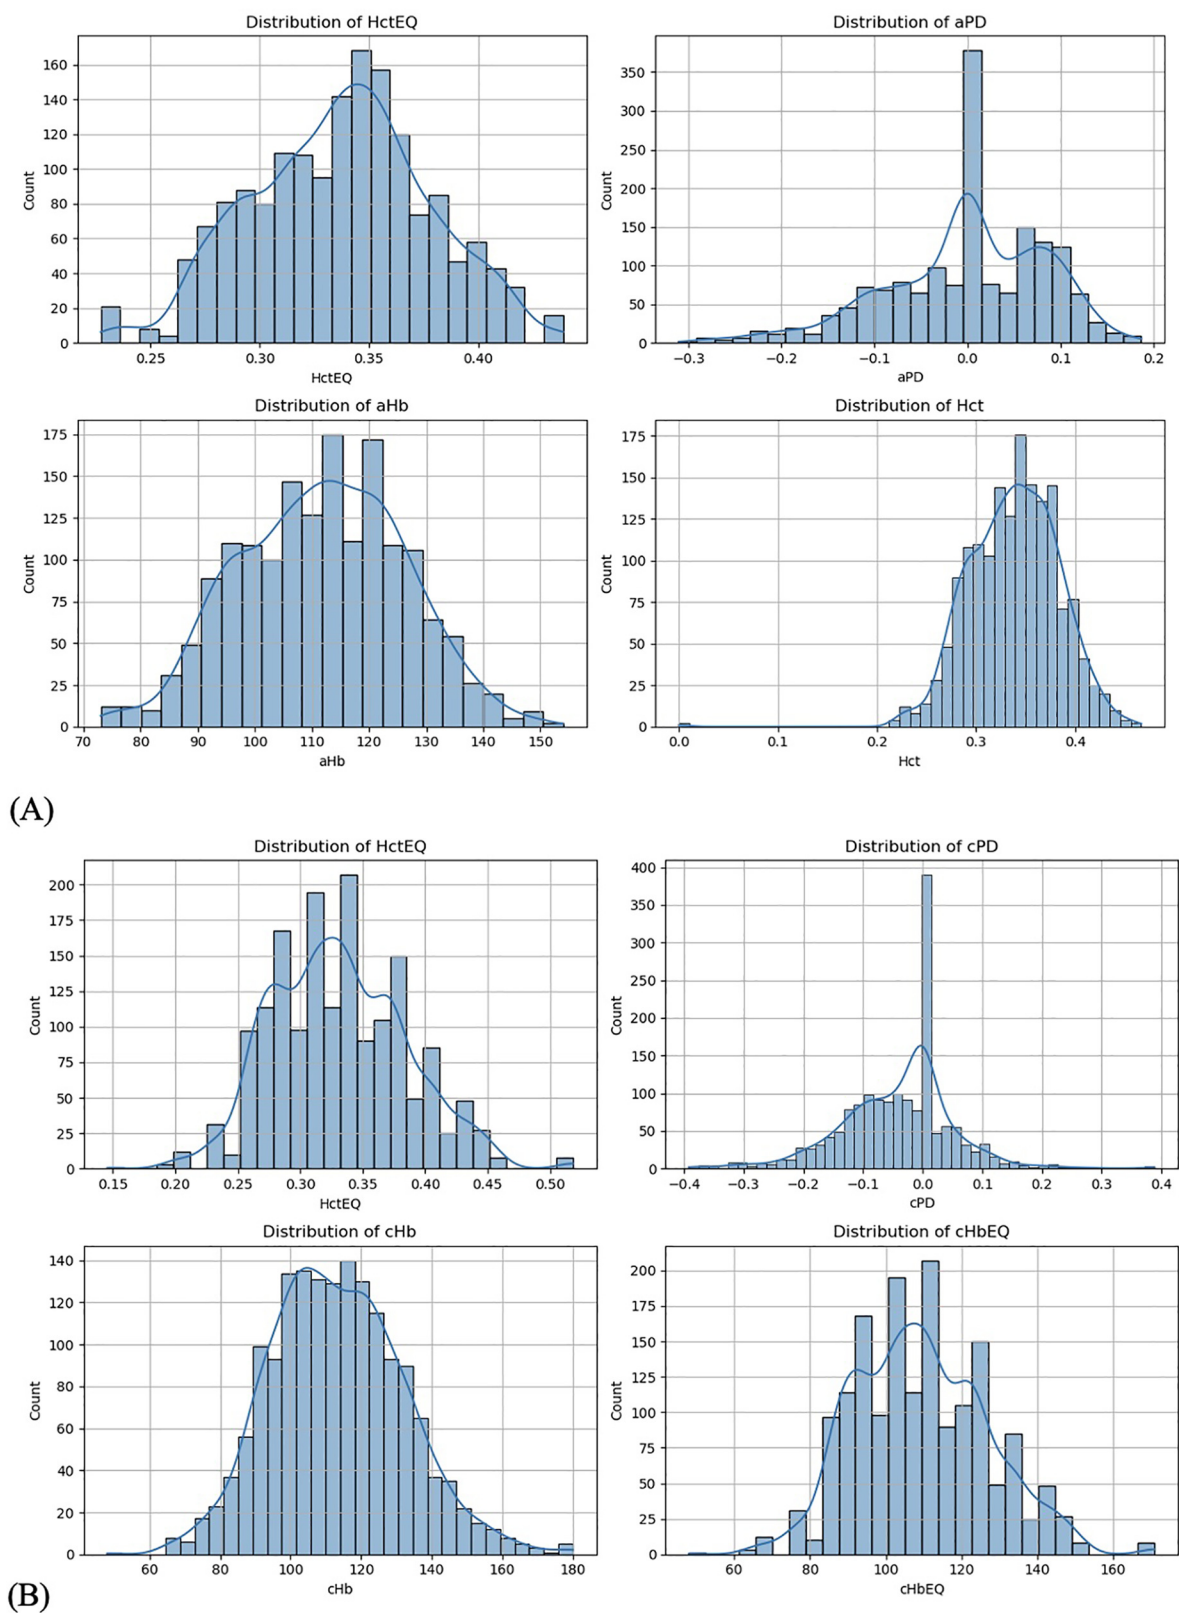 Distribution of HctEQ
Count
160
140
120
100
80
60
40
20
0
0.25 0.30 0.35 0.40
HctEQ
Distribution of aPD
Count
350
300
250
200
150
100
50
0
−0.3 −0.2 −0.1 0.0 0.1 0.2
aPD
Distribution of aHb
Count
175
150
125
100
75
50
25
0
70 80 90 100 110 120 130 140 150
aHb
Distribution of Hct
Count
175
150
125
100
75
50
25
0
0.0 0.1 0.2 0.3 0.4
Hct
(A)
Distribution of HctEQ
Count
200
175
150
125
100
75
50
25
0
0.15 0.20 0.25 0.30 0.35 0.40 0.45 0.50
HctEQ
Distribution of cPD
Count
400
350
300
250
200
150
100
50
0
−0.4 −0.3 −0.2 −0.1 0.0 0.1 0.2 0.3 0.4
cPD
Distribution of cHb
Count
140
120
100
80
60
40
20
0
60 80 100 120 140 160 180
cHb
Distribution of cHbEQ
Count
200
175
150
125
100
75
50
25
0
60 80 100 120 140 160
cHbEQ
(B)